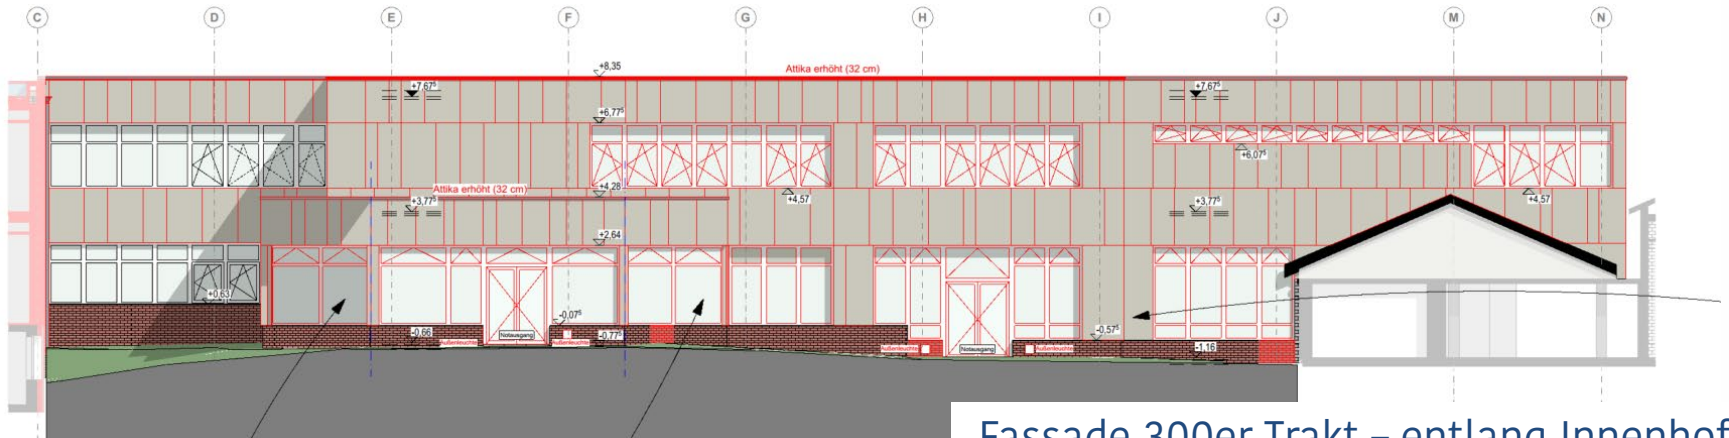 C D E F G H I J M N
+8,35
Attika erhöht (32 cm)
+7,67⁵ +7,67⁵
+6,77⁵
+6,07⁵
Attika erhöht (32 cm)
+4,28
+4,57 +4,57
+3,77⁵ +3,77⁵
+2,64
+0,63
-0,07⁵
-0,66 Notausgang -0,77⁵ -0,57⁵
Außenleuchte Außenleuchte Außenleuchte Notausgang Außenleuchte -1,16
Fassade 300er Trakt – entlang Innenhof